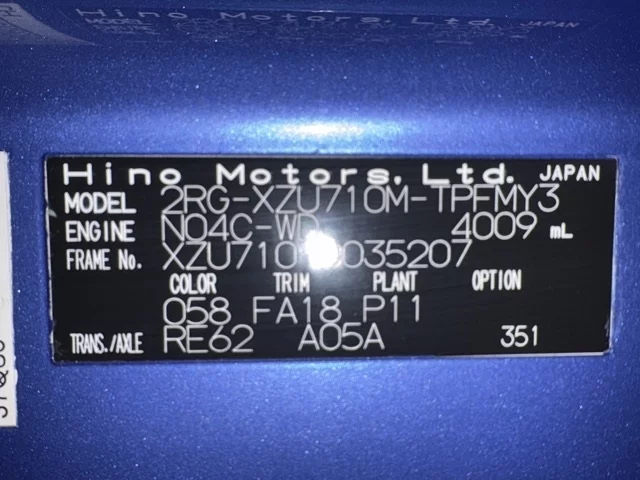 Hino Motors, Ltd. JAPAN
MODEL 2RG-XZU710M-TPFMY3
ENGINE N04C-WD 4009 mL
FRAME No.
COLOR TRIM PLANT OPTION
058 FA18 P11
TRANS./AXLE RE62 A05A 351